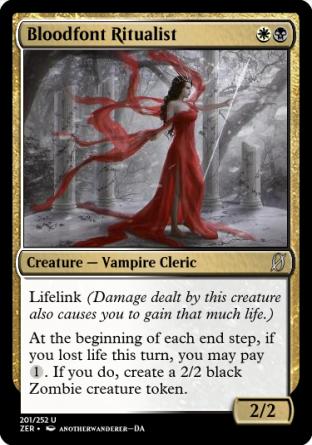 Bloodfont Ritualist
Creature — Vampire Cleric
Lifelink (Damage dealt by this creature
also causes you to gain that much life.)
At the beginning of each end step, if
you lost life this turn, you may pay
1. If you do, create a 2/2 black
Zombie creature token.
2/2
201/252 U
ZER • ANOTHERWANDERER—DA